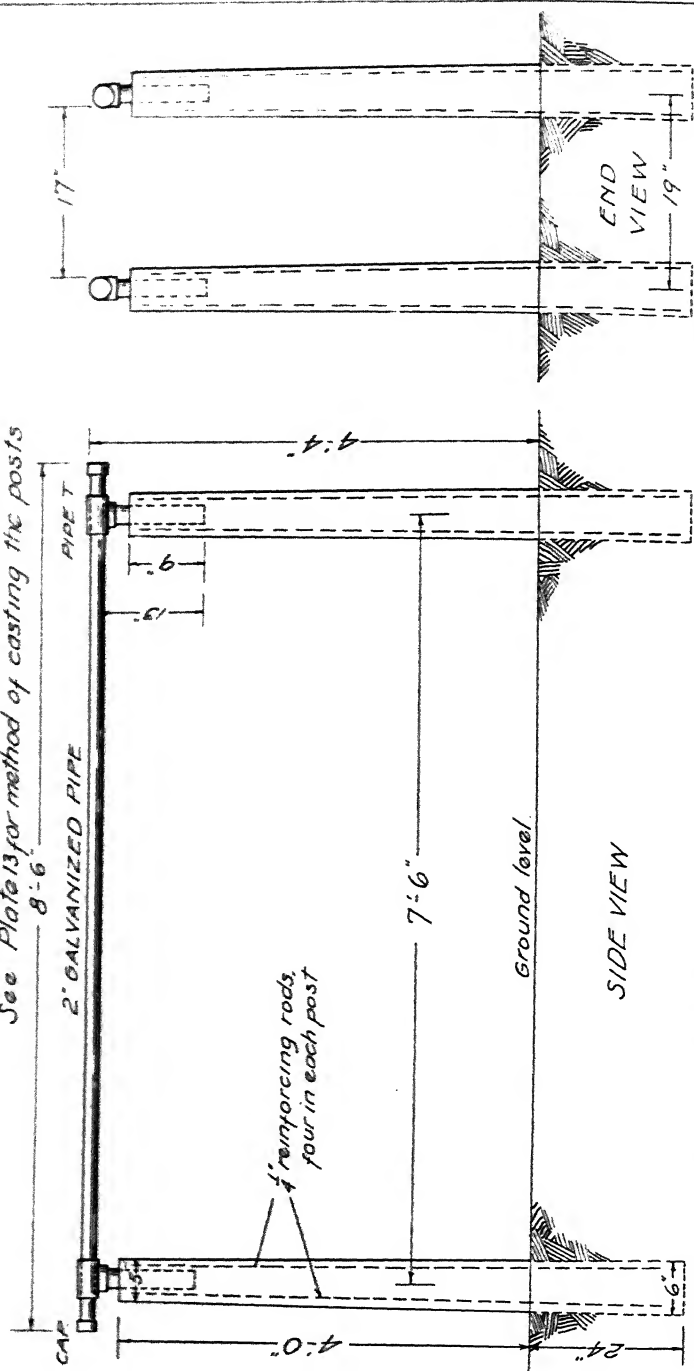 See Plate 13 for method of casting the posts
8'-6"
CAP
2" GALVANIZED PIPE
PIPE T
17"
4'-4"
9"
13"
5"
¼" reinforcing rods,
four in each post
7'-6"
4'-0"
Ground level
24"
6"
SIDE VIEW
END
VIEW
19"